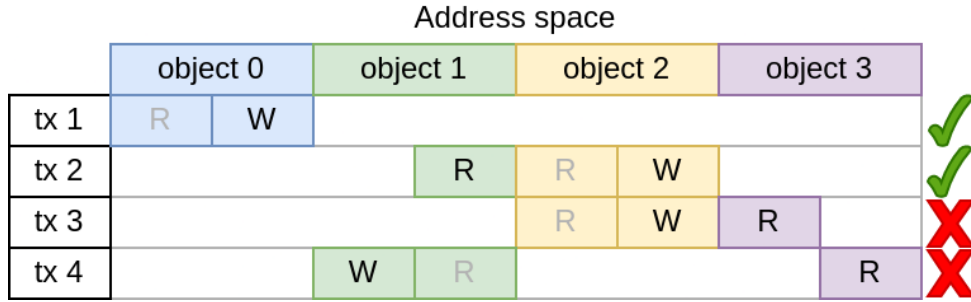 Address space
object 0 object 1 object 2 object 3
tx 1 R W
tx 2 R R W
tx 3 R W R
tx 4 W R R